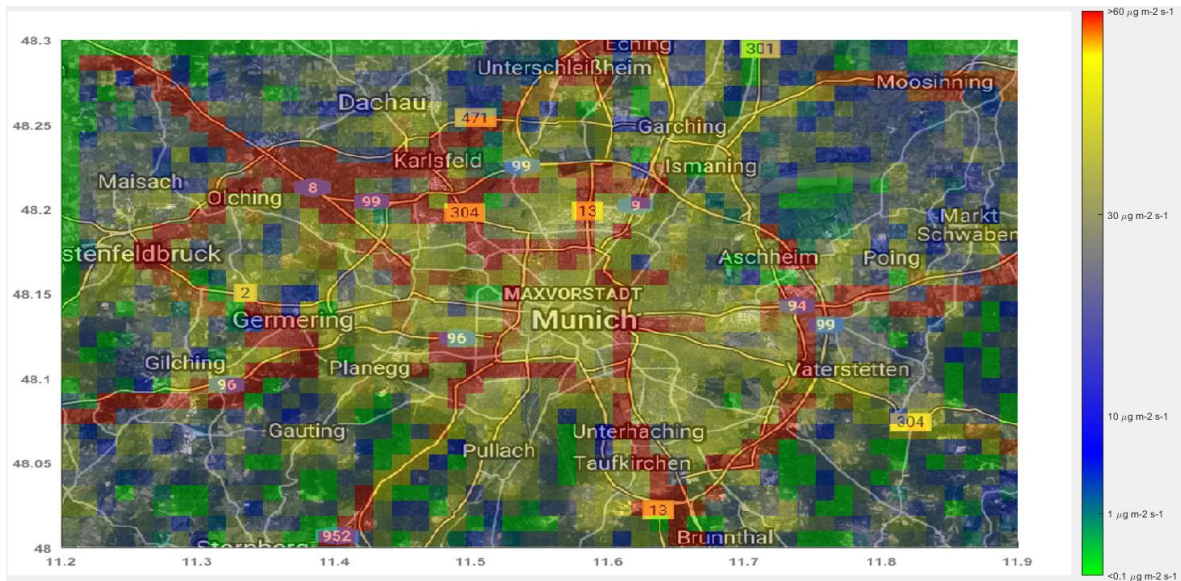 >60 µg m-2 s-1
48.3
Eching
301
Unterschleißheim
Moosinning
Dachau
48.25
471
Garching
Karlsfeld
99
Ismaning
Maisach
8
Olching
99
30 µg m-2 s-1
48.2
304
13
9
Markt
Schwaben
stenfeldbruck
Aschheim
Poing
48.15
2
MAXVORSTADT
94
Germering
Munich
99
96
Gilching
Planegg
Vaterstetten
48.1
96
10 µg m-2 s-1
304
Gauting
Unterhaching
48.05
Pullach
Taufkirchen
1 µg m-2 s-1
13
952
Brunnthal
Starnberg
48
<0.1 µg m-2 s-1
11.2
11.3
11.4
11.5
11.6
11.7
11.8
11.9